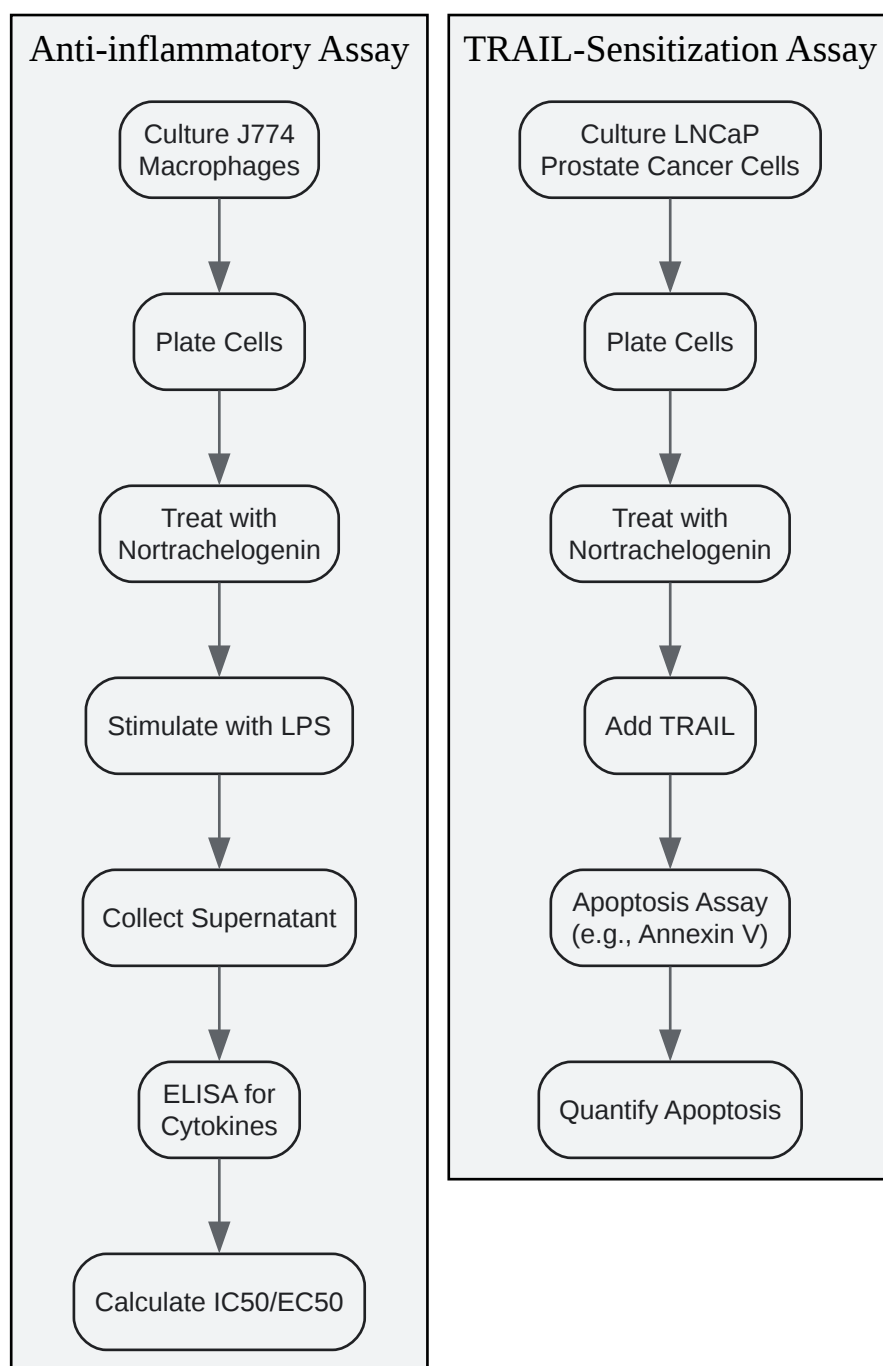 Anti-inflammatory Assay
Culture J774
Macrophages
Plate Cells
Treat with
Nortrachelogenin
Stimulate with LPS
Collect Supernatant
ELISA for
Cytokines
Calculate IC50/EC50
TRAIL-Sensitization Assay
Culture LNCaP
Prostate Cancer Cells
Plate Cells
Treat with
Nortrachelogenin
Add TRAIL
Apoptosis Assay
(e.g., Annexin V)
Quantify Apoptosis